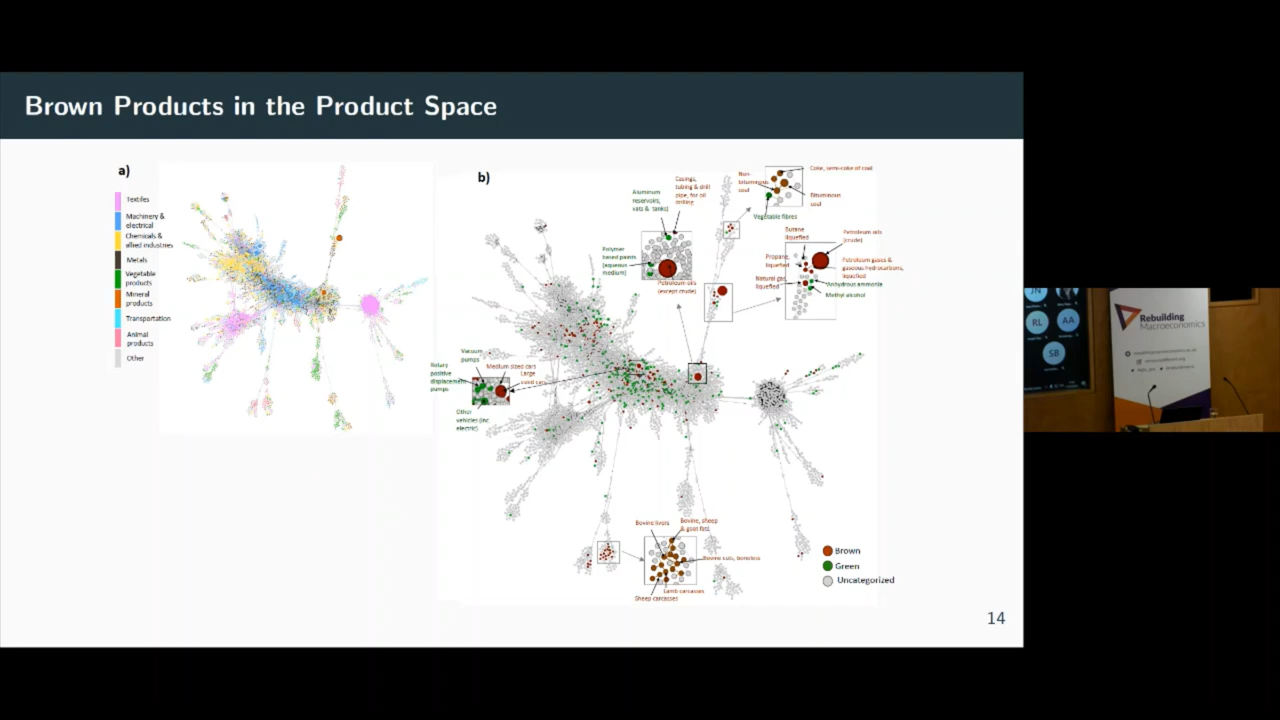 Brown Products in the Product Space
a)
Textiles
Machinery &
electrical
Chemicals &
allied industries
Metals
Vegetable
products
Mineral
products
Transportation
Animal
products
Other
b)
Aluminum
reservoirs,
vats & tanks)
Casings,
tubing & drill
pipe, for oil
drilling
Polymer
based paints
(aqueous
medium)
Petroleum oils
(except crude)
Non-
bituminous
coal
Coke, semi-coke of coal
Bituminous
coal
Vegetable fibres
Butane
liquefied
Petroleum oils
(crude)
Propane,
liquefied
Petroleum gases &
gaseous hydrocarbons,
liquefied
Natural gas,
liquefied
Anhydrous ammonia
Methyl alcohol
Vacuum
pumps
Rotary
positive
displacement
pumps
Medium sized cars
Large
sized cars
Other
vehicles (inc.
electric)
Bovine livers
Bovine, sheep
& goat fats
Bovine cuts, boneless
Lamb carcasses
Sheep carcasses
Brown
Green
Uncategorized
14
RL
AA
SB
Rebuilding
Macroeconomics